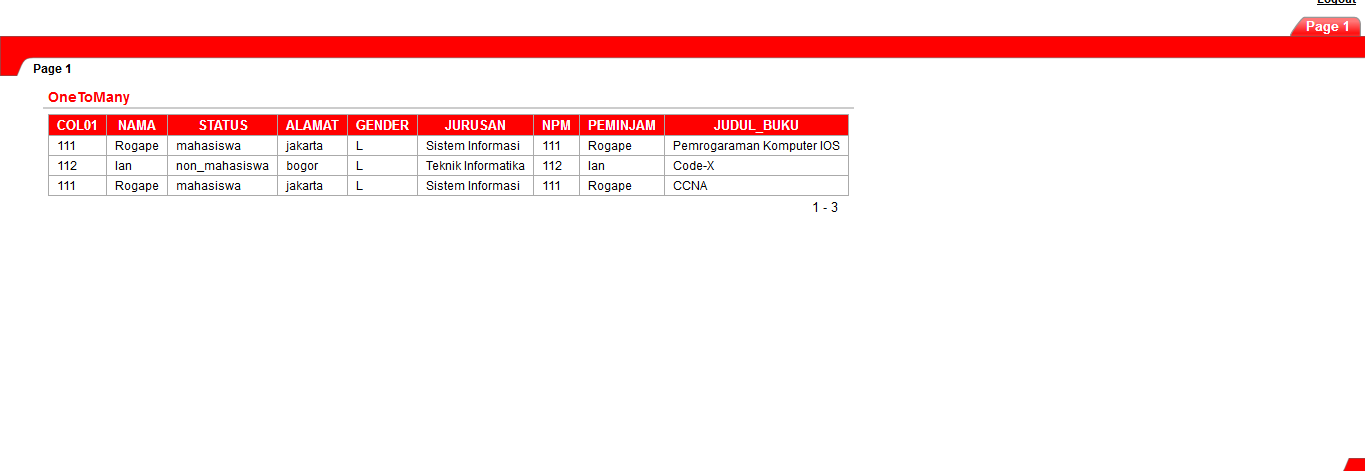 Logout
Page 1
Page 1
OneToMany
COL01 NAMA STATUS ALAMAT GENDER JURUSAN NPM PEMINJAM JUDUL_BUKU
111 Rogape mahasiswa jakarta L Sistem Informasi 111 Rogape Pemrogaraman Komputer IOS
112 Ian non_mahasiswa bogor L Teknik Informatika 112 Ian Code-X
111 Rogape mahasiswa jakarta L Sistem Informasi 111 Rogape CCNA
1 - 3